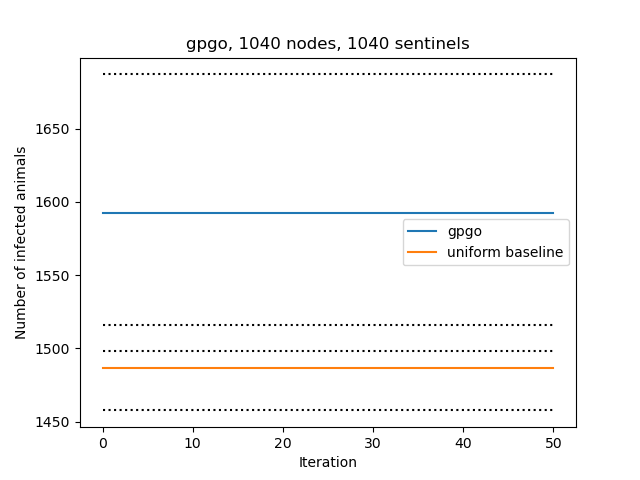 gpgo, 1040 nodes, 1040 sentinels
Number of infected animals
1650
1600
1550
1500
1450
gpgo
uniform baseline
0 10 20 30 40 50
Iteration